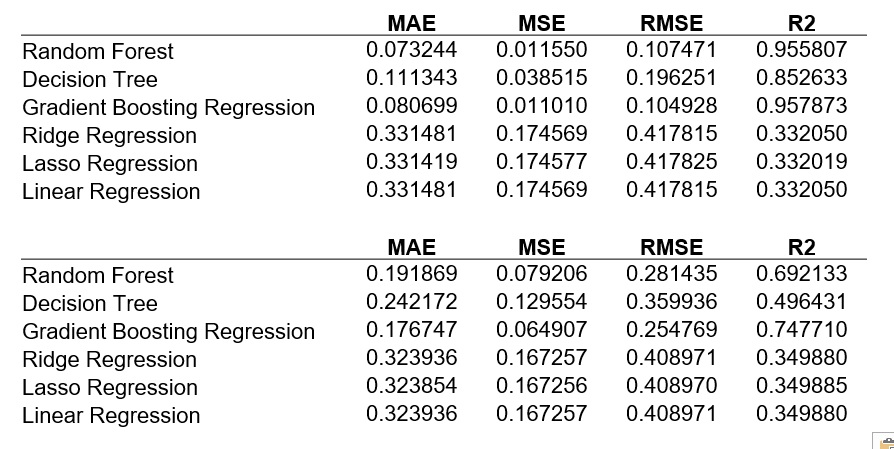 MAE MSE RMSE R2
Random Forest 0.073244 0.011550 0.107471 0.955807
Decision Tree 0.111343 0.038515 0.196251 0.852633
Gradient Boosting Regression 0.080699 0.011010 0.104928 0.957873
Ridge Regression 0.331481 0.174569 0.417815 0.332050
Lasso Regression 0.331419 0.174577 0.417825 0.332019
Linear Regression 0.331481 0.174569 0.417815 0.332050
MAE MSE RMSE R2
Random Forest 0.191869 0.079206 0.281435 0.692133
Decision Tree 0.242172 0.129554 0.359936 0.496431
Gradient Boosting Regression 0.176747 0.064907 0.254769 0.747710
Ridge Regression 0.323936 0.167257 0.408971 0.349880
Lasso Regression 0.323854 0.167256 0.408970 0.349885
Linear Regression 0.323936 0.167257 0.408971 0.349880